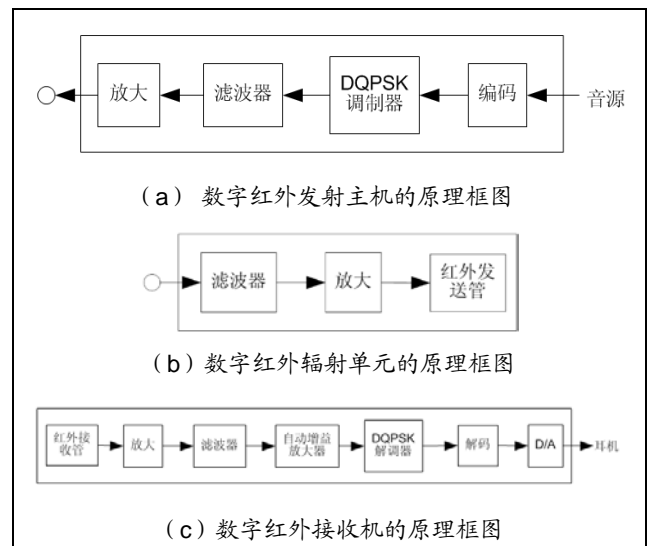 放大 滤波器 DQPSK 编码 音源
调制器
（a） 数字红外发射主机的原理框图
滤波器 放大 红外发
送管
（b）数字红外辐射单元的原理框图
红外接 放大 滤波器 自动增益 DQPSK 解码 D/A 耳机
收管 放大器 解调器
（c）数字红外接收机的原理框图